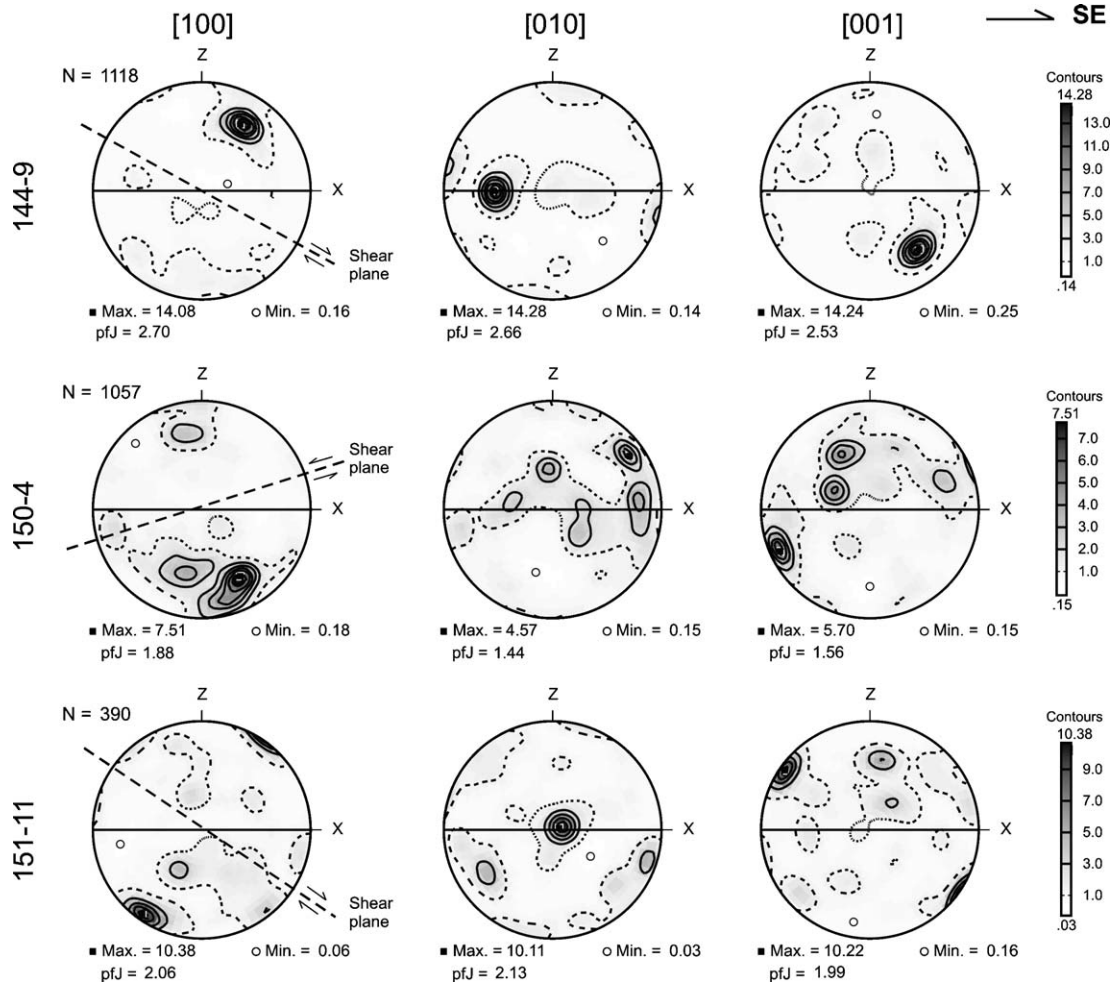 [100] [010] [001] SE
144-9
N = 1118
Z Z Z
X X X
Shear
plane
Contours
14.28
13.0
11.0
9.0
7.0
5.0
3.0
1.0
.14
■ Max. = 14.08 ○ Min. = 0.16 ■ Max. = 14.28 ○ Min. = 0.14 ■ Max. = 14.24 ○ Min. = 0.25
pfJ = 2.70 pfJ = 2.66 pfJ = 2.53
150-4
N = 1057
Z Z Z
X X X
Shear
plane
Contours
7.51
7.0
6.0
5.0
4.0
3.0
2.0
1.0
.15
■ Max. = 7.51 ○ Min. = 0.18 ■ Max. = 4.57 ○ Min. = 0.15 ■ Max. = 5.70 ○ Min. = 0.15
pfJ = 1.88 pfJ = 1.44 pfJ = 1.56
151-11
N = 390
Z Z Z
X X X
Shear
plane
Contours
10.38
9.0
7.0
5.0
3.0
1.0
.03
■ Max. = 10.38 ○ Min. = 0.06 ■ Max. = 10.11 ○ Min. = 0.03 ■ Max. = 10.22 ○ Min. = 0.16
pfJ = 2.06 pfJ = 2.13 pfJ = 1.99